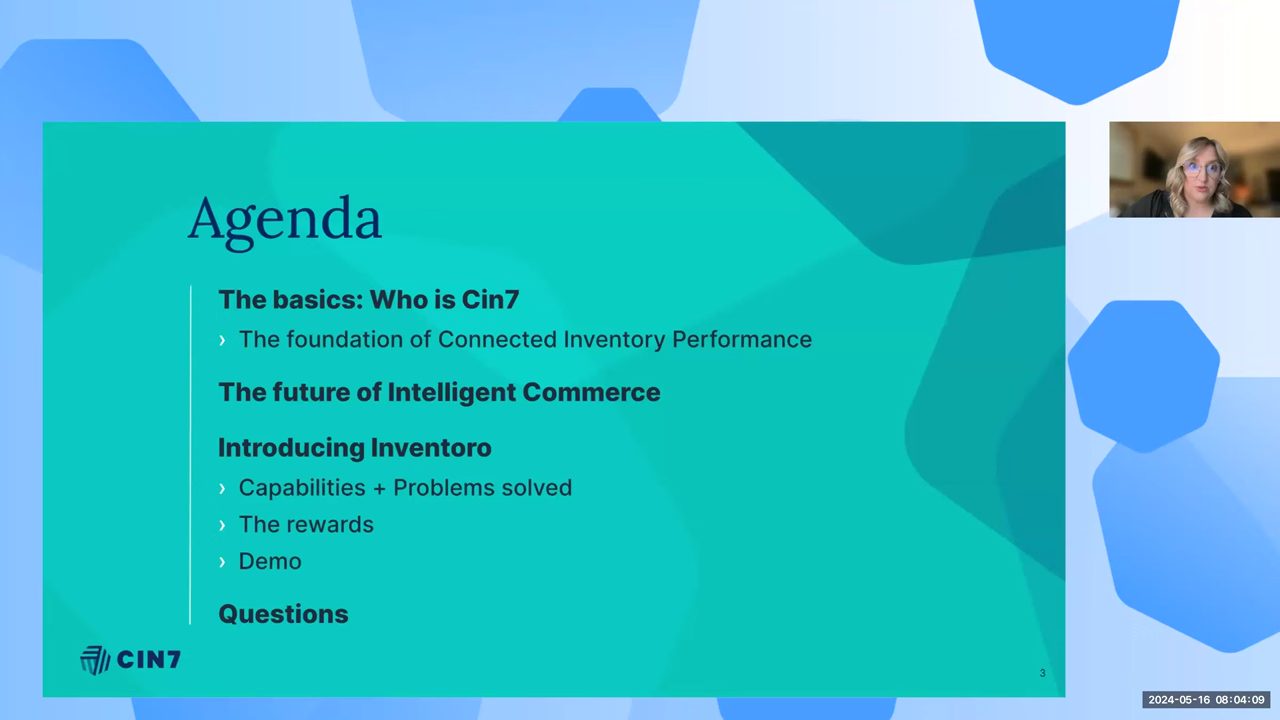 Agenda
The basics: Who is Cin7
› The foundation of Connected Inventory Performance
The future of Intelligent Commerce
Introducing Inventoro
› Capabilities + Problems solved
› The rewards
› Demo
Questions
CIN7
3
2024-05-16 08:04:09